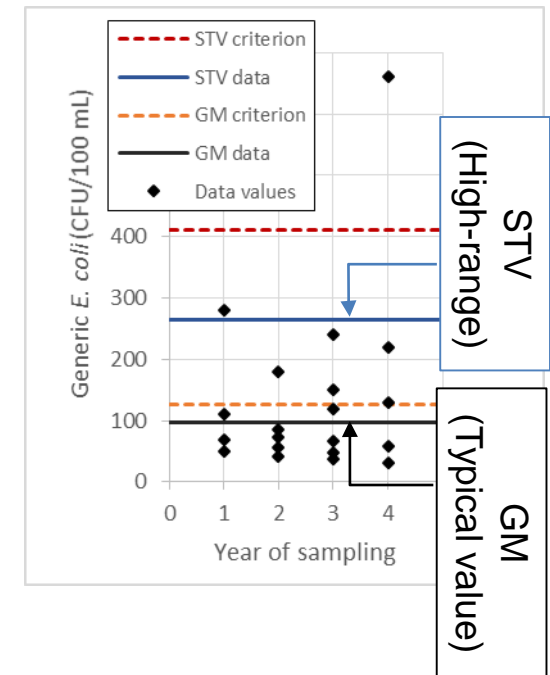 STV criterion
STV data
GM criterion
GM data
Data values
Generic E. coli (CFU/100 mL)
400
300
200
100
0
0 1 2 3 4
Year of sampling
STV
(High-range)
GM
(Typical value)